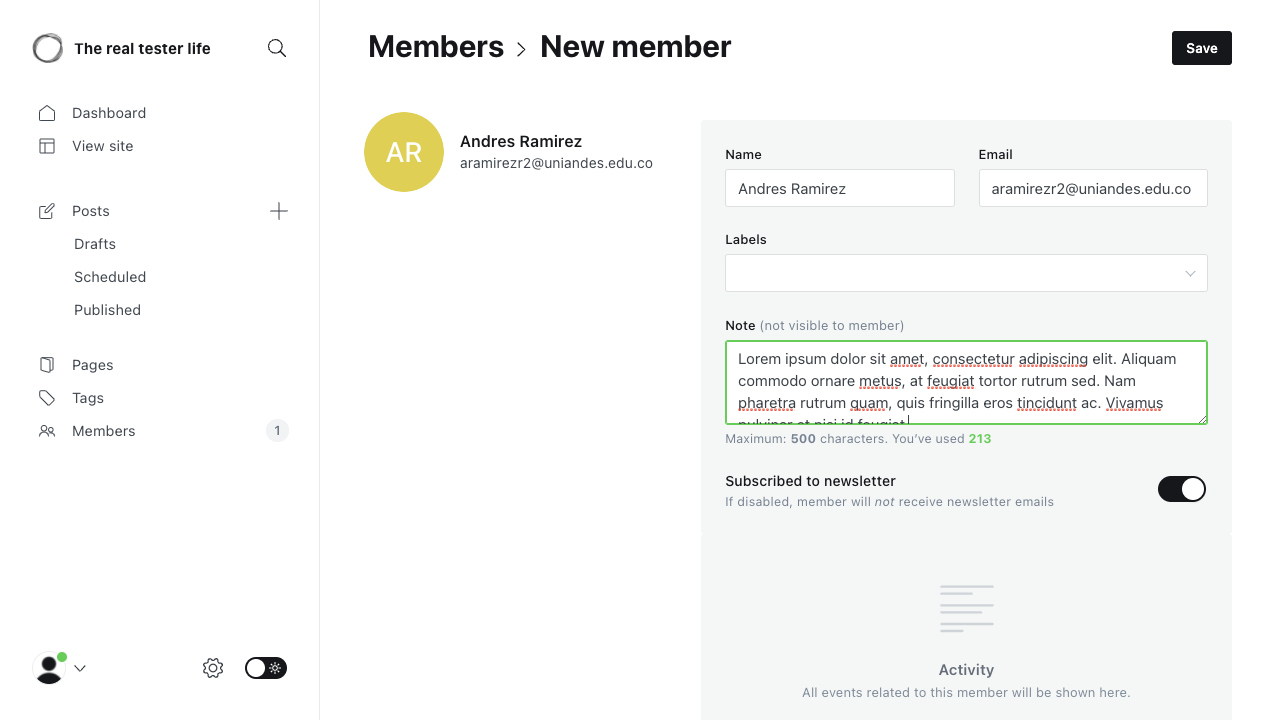 The real tester life
Dashboard
View site
Posts
Drafts
Scheduled
Published
Pages
Tags
Members
1
Members > New member
Save
AR
Andres Ramirez
aramirezr2@uniandes.edu.co
Name
Email
Andres Ramirez
aramirezr2@uniandes.edu.co
Labels
Note (not visible to member)
Lorem ipsum dolor sit amet, consectetur adipiscing elit. Aliquam
commodo ornare metus, at feugiat tortor rutrum sed. Nam
pharetra rutrum quam, quis fringilla eros tincidunt ac. Vivamus
pulvinar et nisi id feugiat.
Maximum: 500 characters. You’ve used 213
Subscribed to newsletter
If disabled, member will not receive newsletter emails
Activity
All events related to this member will be shown here.